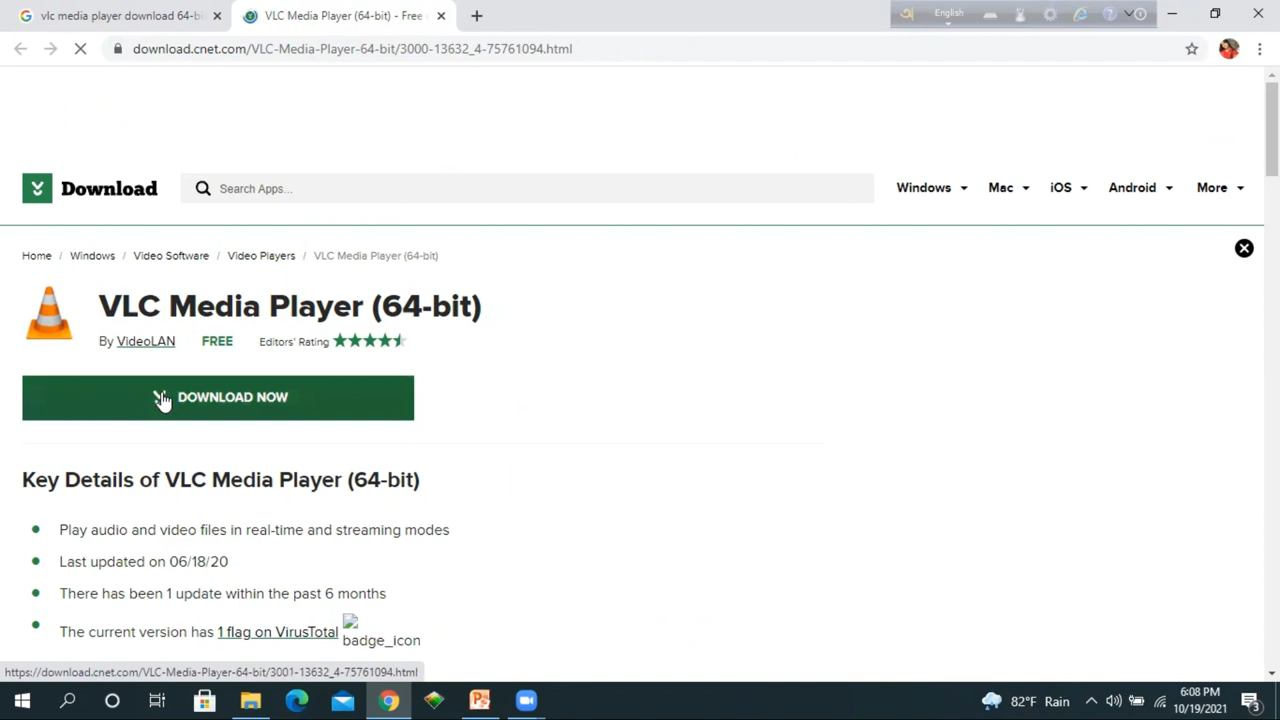 vlc media player download 64-bi
VLC Media Player (64-bit) - Free
English
download.cnet.com/VLC-Media-Player-64-bit/3000-13632_4-75761094.html
Download
Search Apps...
Windows
Mac
iOS
Android
More
Home / Windows / Video Software / Video Players / VLC Media Player (64-bit)
VLC Media Player (64-bit)
By VideoLAN FREE Editors' Rating
DOWNLOAD NOW
Key Details of VLC Media Player (64-bit)
Play audio and video files in real-time and streaming modes
Last updated on 06/18/20
There has been 1 update within the past 6 months
The current version has 1 flag on VirusTotal badge_icon
https://download.cnet.com/VLC-Media-Player-64-bit/3001-13632_4-75761094.html
82°F Rain
6:08 PM
10/19/2021
3